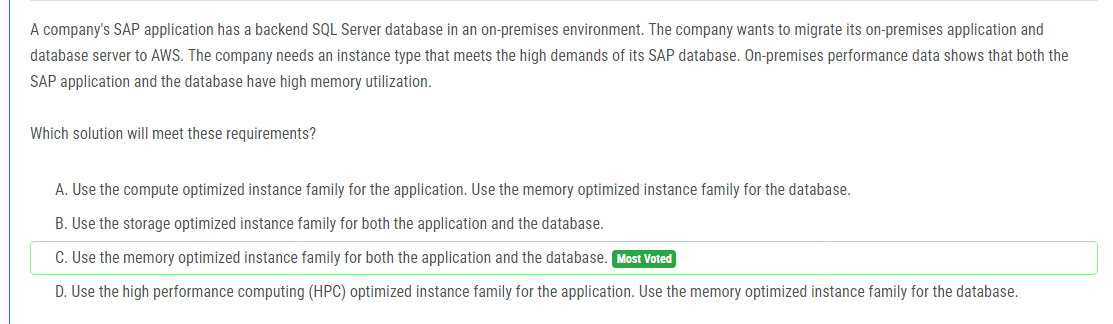 A company's SAP application has a backend SQL Server database in an on-premises environment. The company wants to migrate its on-premises application and
database server to AWS. The company needs an instance type that meets the high demands of its SAP database. On-premises performance data shows that both the
SAP application and the database have high memory utilization.
Which solution will meet these requirements?
A. Use the compute optimized instance family for the application. Use the memory optimized instance family for the database.
B. Use the storage optimized instance family for both the application and the database.
C. Use the memory optimized instance family for both the application and the database. Most Voted
D. Use the high performance computing (HPC) optimized instance family for the application. Use the memory optimized instance family for the database.